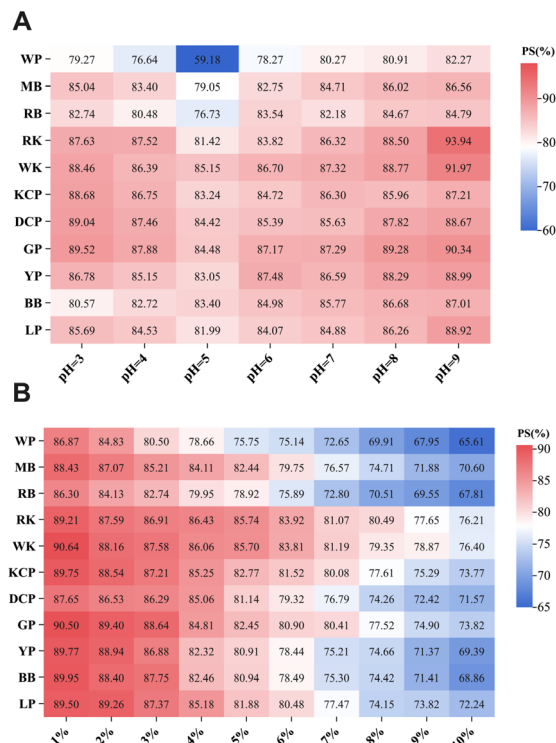 A
PS(%)
WP 79.27 76.64 59.18 78.27 80.27 80.91 82.27
MB 85.04 83.40 79.05 82.75 84.71 86.02 86.56
RB 82.74 80.48 76.73 83.54 82.18 84.67 84.79
RK 87.63 87.52 81.42 83.82 86.32 88.50 93.94
WK 88.46 86.39 85.15 86.70 87.32 88.77 91.97
KCP 88.68 86.75 83.24 84.72 86.30 85.96 87.21
DCP 89.04 87.46 84.42 85.39 85.63 87.82 88.67
GP 89.52 87.88 84.48 87.17 87.29 89.28 90.34
YP 86.78 85.15 83.05 87.48 86.59 88.29 88.99
BB 80.57 82.72 83.40 84.98 85.77 86.68 87.01
LP 85.69 84.53 81.99 84.07 84.88 86.26 88.92
pH=3 pH=4 pH=5 pH=6 pH=7 pH=8 pH=9
90
80
70
60
B
PS(%)
WP 86.87 84.83 80.50 78.66 75.75 75.14 72.65 69.91 67.95 65.61
MB 88.43 87.07 85.21 84.11 82.44 79.75 76.57 74.71 71.88 70.60
RB 86.30 84.13 82.74 79.95 78.92 75.89 72.80 70.51 69.55 67.81
RK 89.21 87.59 86.91 86.43 85.74 83.92 81.07 80.49 77.65 76.21
WK 90.64 88.16 87.58 86.06 85.70 83.81 81.19 79.35 78.87 76.40
KCP 89.75 88.54 87.21 85.25 82.77 81.52 80.08 77.61 75.29 73.77
DCP 87.65 86.53 86.29 85.06 81.14 79.32 76.79 74.26 72.42 71.57
GP 90.50 89.40 88.64 84.81 82.45 80.90 80.41 77.52 74.90 73.82
YP 89.77 88.94 86.88 82.32 80.91 78.44 75.21 74.66 71.37 69.39
BB 89.95 88.40 87.75 82.46 80.94 78.49 75.30 74.42 71.41 68.86
LP 89.50 89.26 87.37 85.18 81.88 80.48 77.47 74.15 73.82 72.24
1% 2% 3% 4% 5% 6% 7% 8% 9% 10%
90
85
80
75
70
65